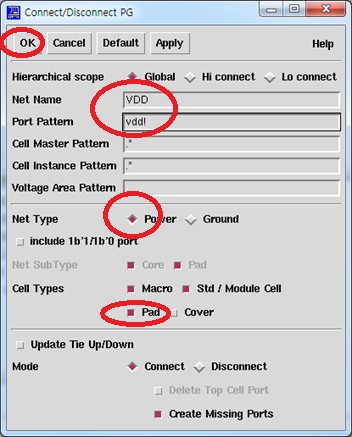 Connect/Disconnect PG
OK Cancel Default Apply Help
Hierarchical scope Global Hi connect Lo connect
Net Name VDD
Port Pattern vdd!
Cell Master Pattern .*
Cell Instance Pattern .*
Voltage Area Pattern
Net Type Power Ground
include 1b'1/1b'0 port
Net SubType Core Pad
Cell Types Macro Std / Module Cell
Pad Cover
Update Tie Up/Down
Mode Connect Disconnect
Delete Top Cell Port
Create Missing Ports